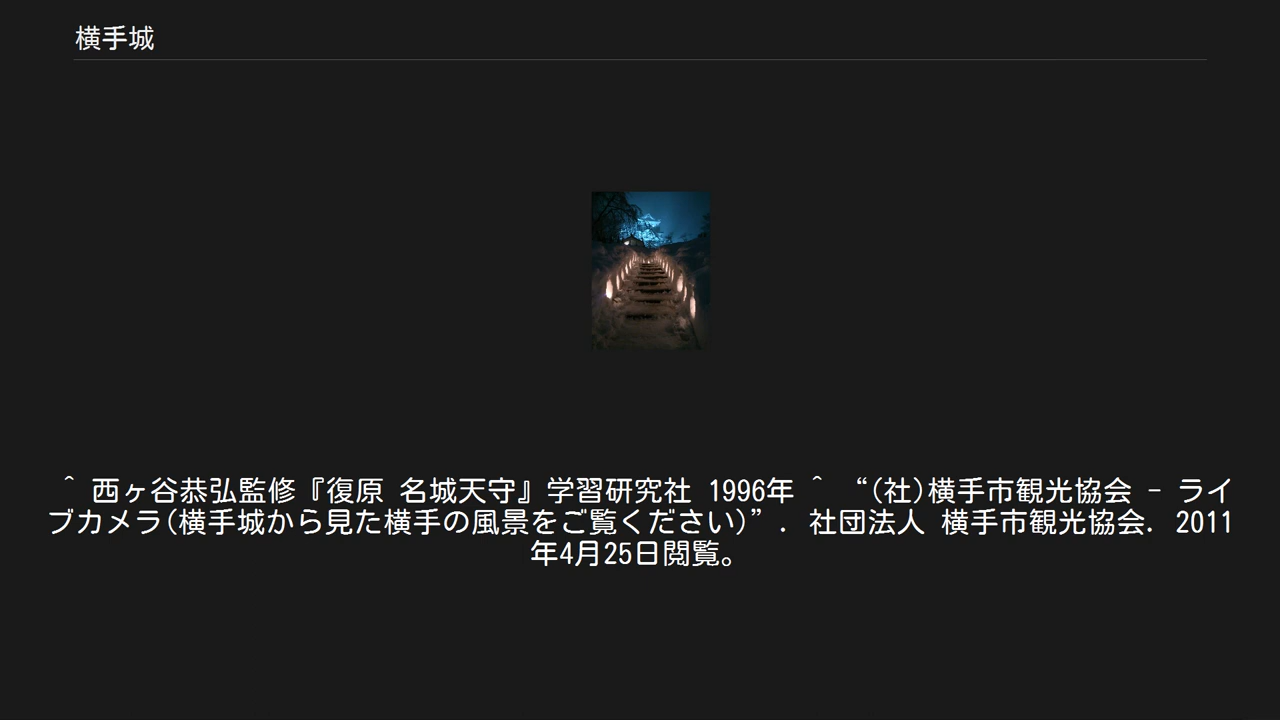 横手城
^ 西ヶ谷恭弘監修『復原 名城天守』学習研究社 1996年 ^ “(社)横手市観光協会 - ライ
ブカメラ(横手城から見た横手の風景をご覧ください)”. 社団法人 横手市観光協会. 2011
年4月25日閲覧。